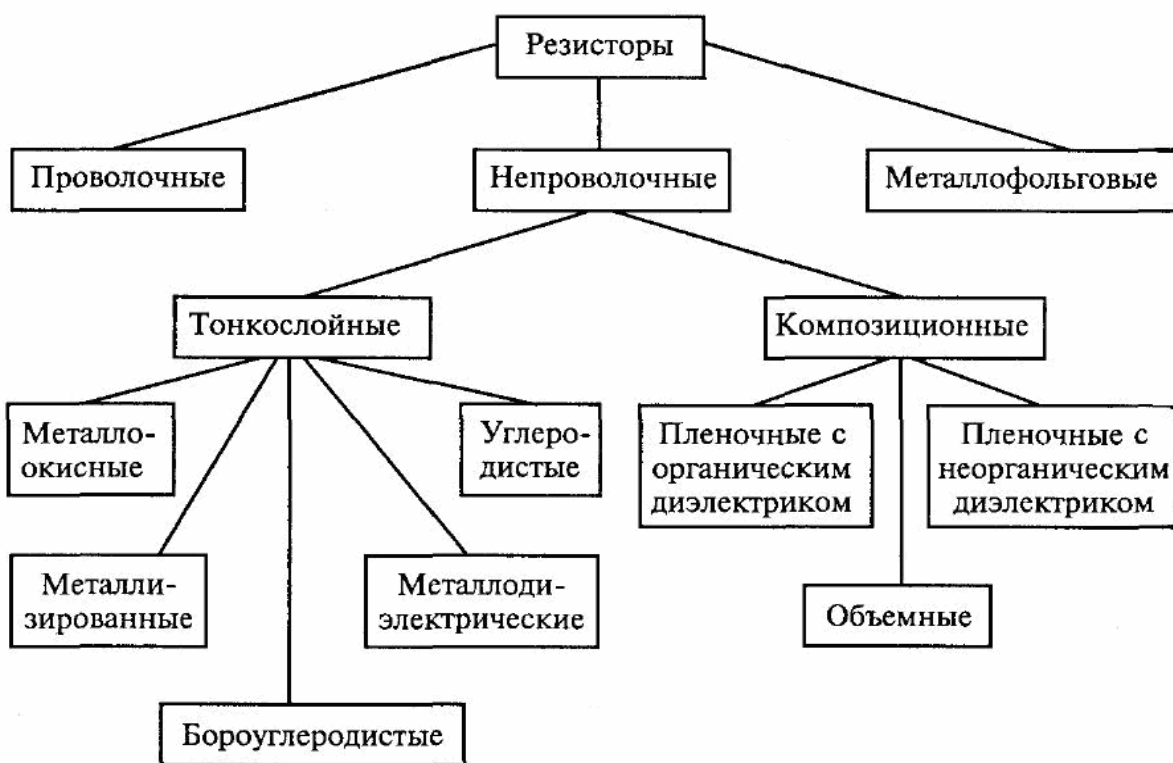 Резисторы
Проволочные
Непроволочные
Металлофольговые
Тонкослойные
Композиционные
Металло-
окисные
Углеро-
дистые
Пленочные с
органическим
диэлектриком
Пленочные с
неорганическим
диэлектриком
Металли-
зированные
Металлоди-
электрические
Объемные
Бороуглеродистые